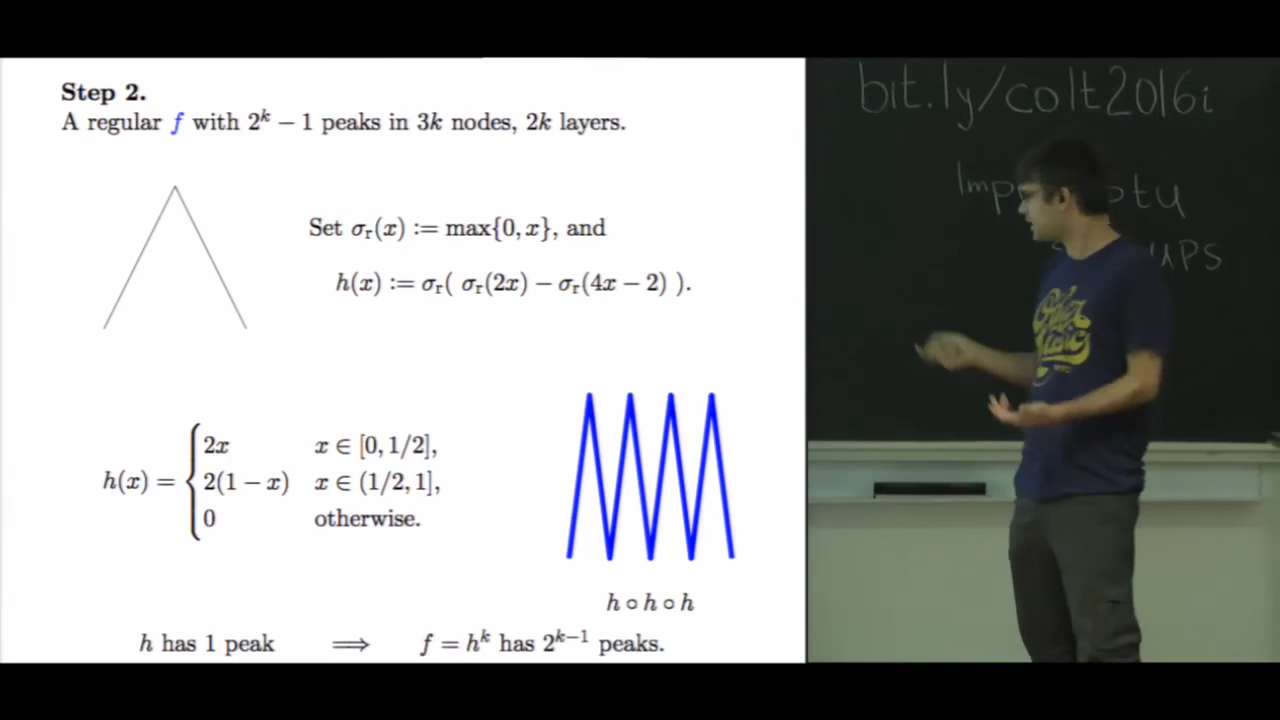 Step 2.
A regular f with 2^k − 1 peaks in 3k nodes, 2k layers.
Set σ_r(x) := max{0, x}, and
h(x) := σ_r( σ_r(2x) − σ_r(4x − 2) ).
h(x) = { 2x x ∈ [0, 1/2],
2(1 − x) x ∈ (1/2, 1],
0 otherwise.
h ∘ h ∘ h
h has 1 peak ⟹ f = h^k has 2^{k−1} peaks.
bit.ly/colt2016i